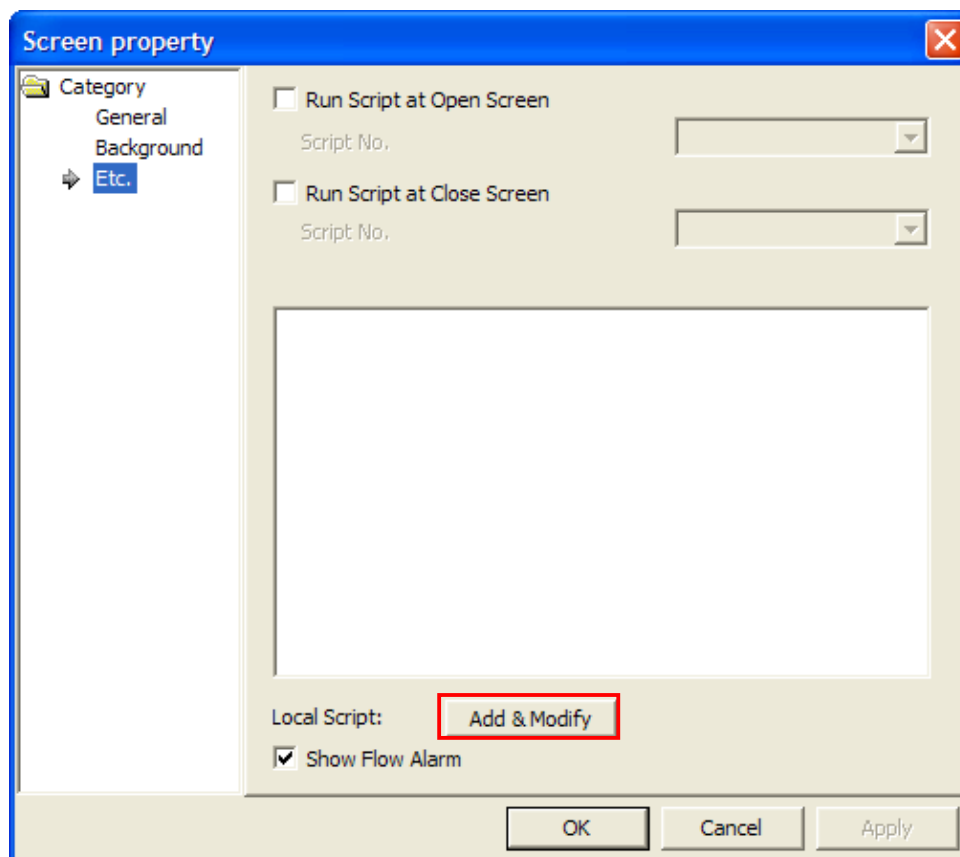 Screen property
Category
General
Background
Etc.
Run Script at Open Screen
Script No.
Run Script at Close Screen
Script No.
Local Script:
Add & Modify
Show Flow Alarm
OK
Cancel
Apply